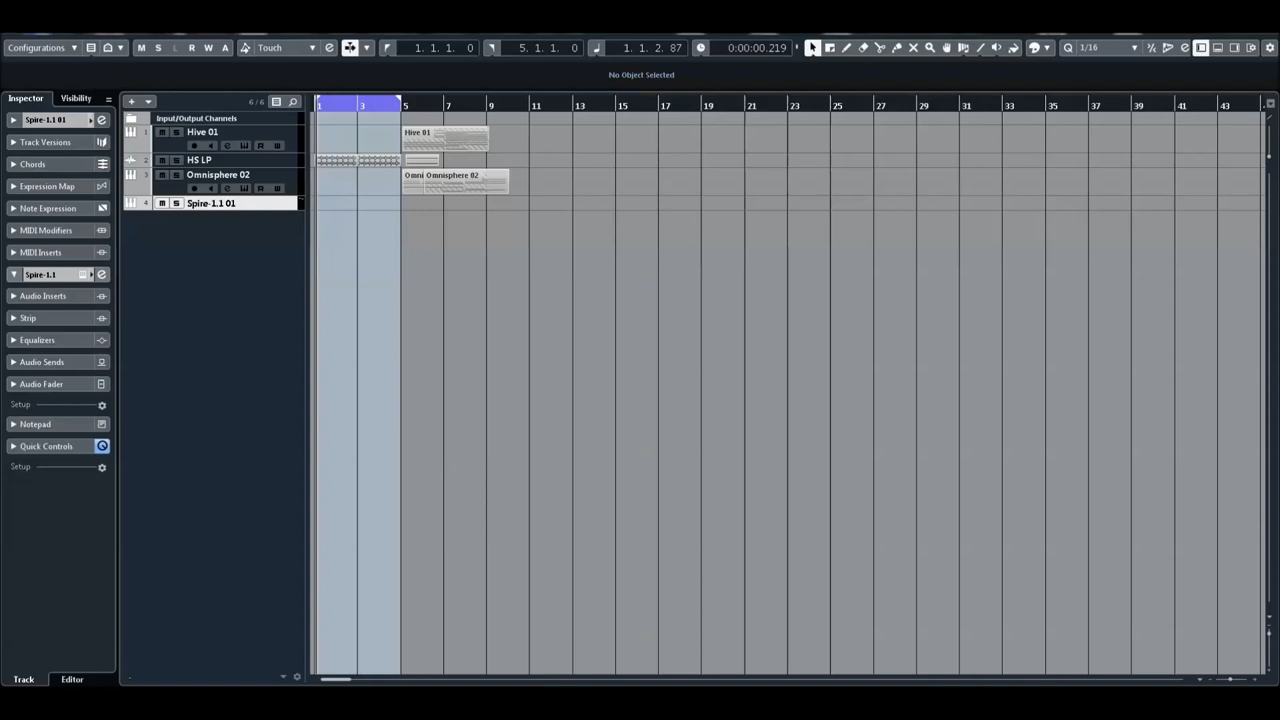 Configurations M S L R W A Touch 1. 1. 1. 0 5. 1. 1. 0 1. 1. 2. 87 0:00:00.219 1/16
No Object Selected
Inspector Visibility 6/6 1 3 5 7 9 11 13 15 17 19 21 23 25 27 29 31 33 35 37 39 41 43
Spire-1.1 01
Input/Output Channels
1 m S Hive 01 Hive 01
Track Versions
e R w
2 m S HS LP
Chords
3 m S Omnisphere 02 Omni Omnisphere 02
Expression Map
e R w
4 m S Spire-1.1 01
Note Expression
MIDI Modifiers
MIDI Inserts
Spire-1.1
Audio Inserts
Strip
Equalizers
Audio Sends
Audio Fader
Setup
Notepad
Quick Controls
Setup
Track Editor